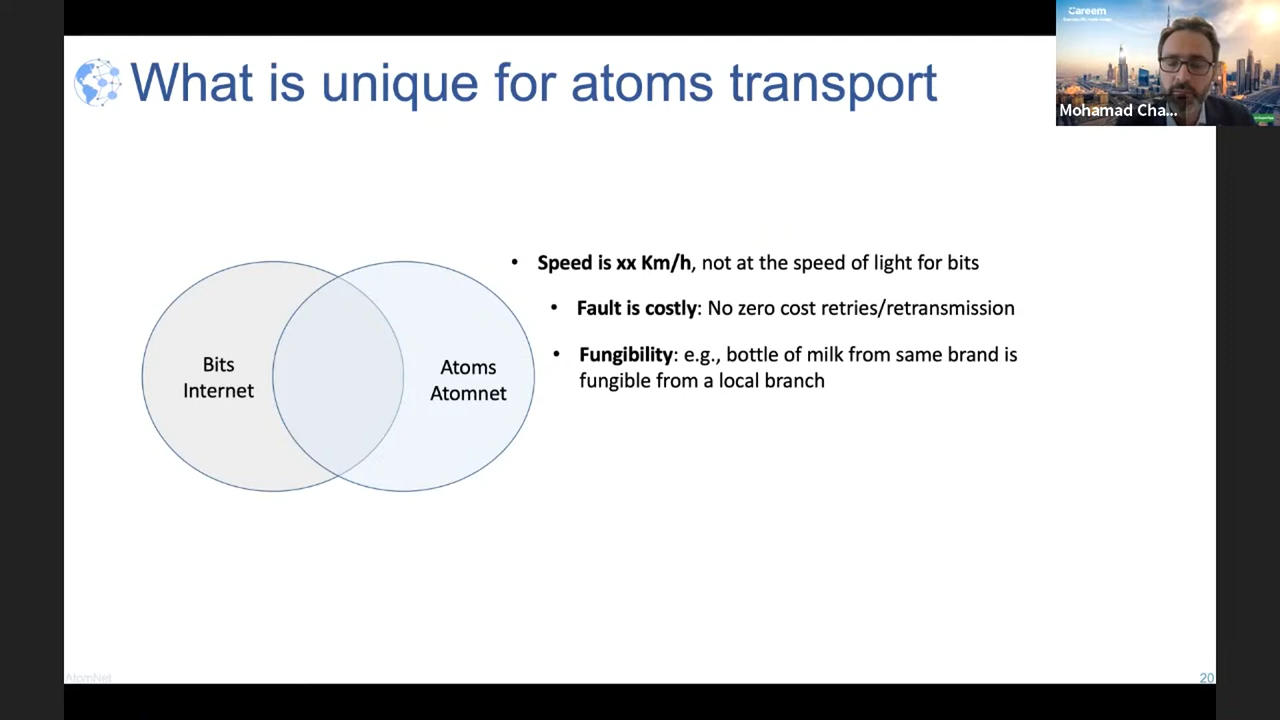 What is unique for atoms transport
Careem
Mohamad Cha...
• Speed is xx Km/h, not at the speed of light for bits
• Fault is costly: No zero cost retries/retransmission
• Fungibility: e.g., bottle of milk from same brand is
fungible from a local branch
Bits
Internet
Atoms
Atomnet
AtomNet
20